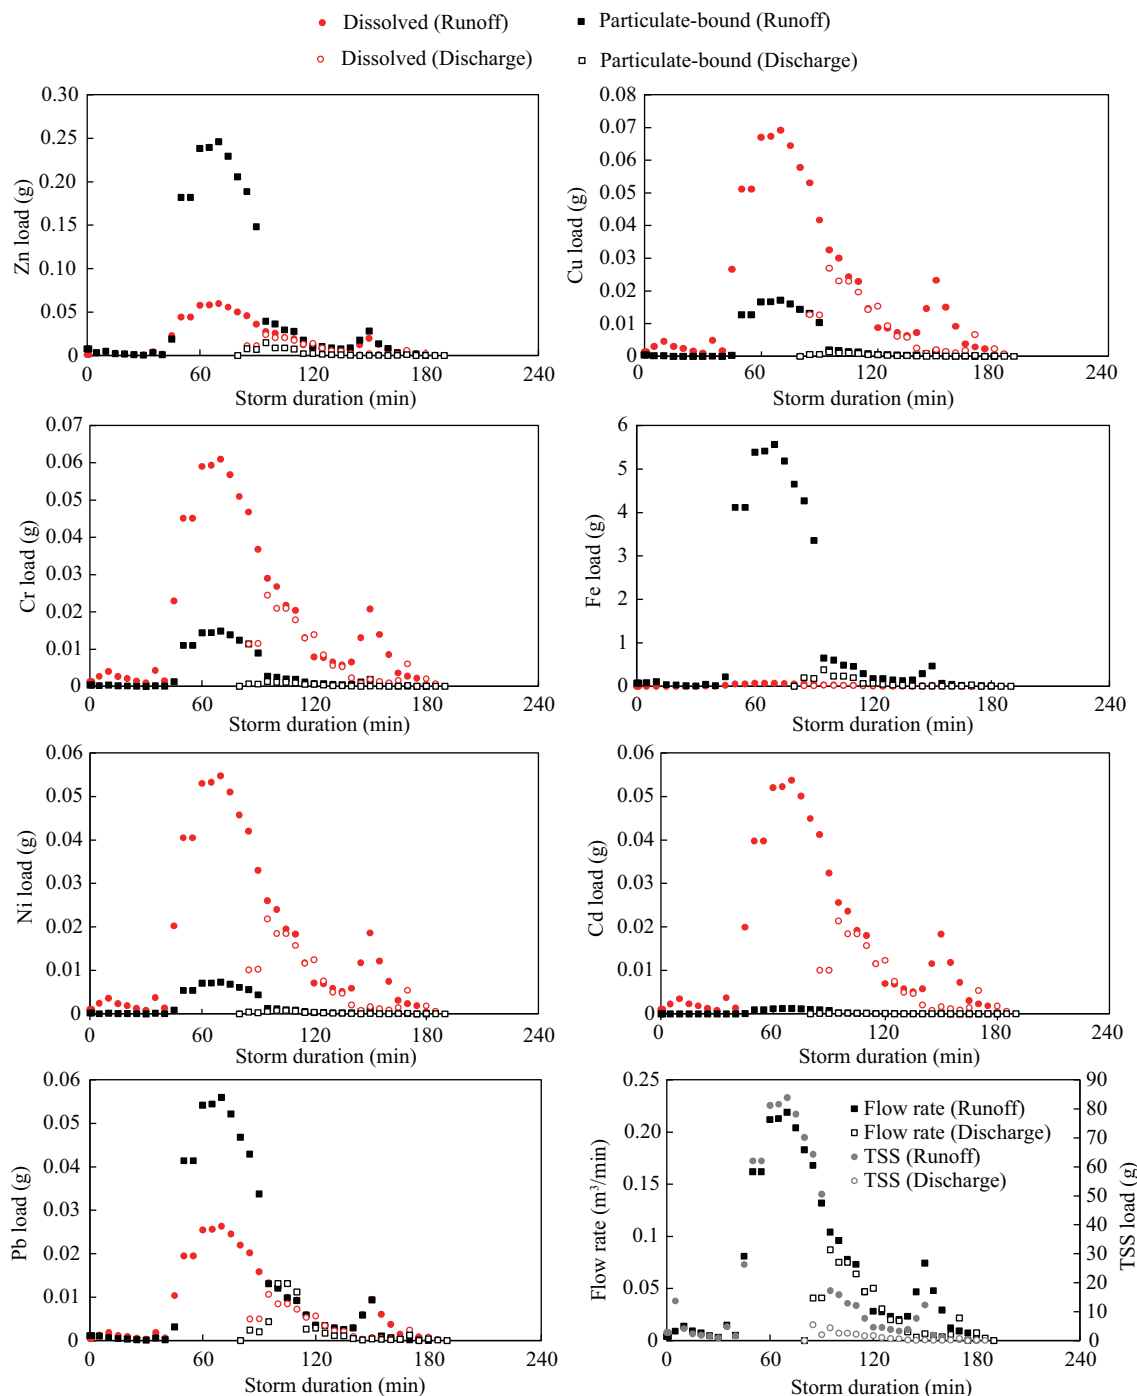 Dissolved (Runoff) Particulate-bound (Runoff)
Dissolved (Discharge) Particulate-bound (Discharge)
0.30
0.25
0.20
0.15
0.10
0.05
0
Zn load (g)
0 60 120 180 240
Storm duration (min)
0.08
0.07
0.06
0.05
0.04
0.03
0.02
0.01
0
Cu load (g)
0 60 120 180 240
Storm duration (min)
0.07
0.06
0.05
0.04
0.03
0.02
0.01
0
Cr load (g)
0 60 120 180 240
Storm duration (min)
6
5
4
3
2
1
0
Fe load (g)
0 60 120 180 240
Storm duration (min)
0.06
0.05
0.04
0.03
0.02
0.01
0
Ni load (g)
0 60 120 180 240
Storm duration (min)
0.06
0.05
0.04
0.03
0.02
0.01
0
Cd load (g)
0 60 120 180 240
Storm duration (min)
0.06
0.05
0.04
0.03
0.02
0.01
0
Pb load (g)
0 60 120 180 240
Storm duration (min)
0.25
0.20
0.15
0.1
0.05
0
Flow rate (m³/min)
Flow rate (Runoff)
Flow rate (Discharge)
TSS (Runoff)
TSS (Discharge)
90
80
70
60
50
40
30
20
10
0
TSS load (g)
0 60 120 180 240
Storm duration (min)